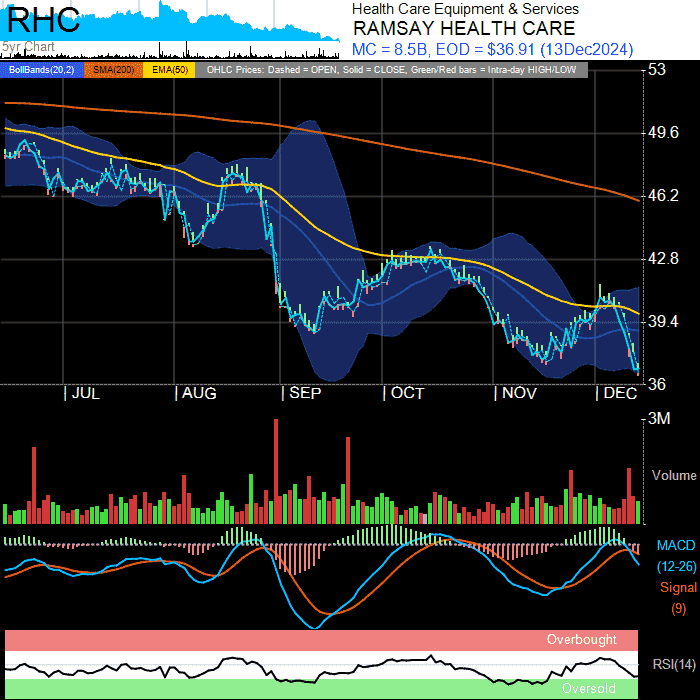 RHC
5yr Chart
Health Care Equipment & Services
RAMSAY HEALTH CARE
MC = 8.5B, EOD = $36.91 (13Dec2024)
BollBands(20,2) SMA(200) EMA(50) OHLC Prices: Dashed = OPEN, Solid = CLOSE, Green/Red bars = Intra-day HIGH/LOW
53
49.6
46.2
42.8
39.4
36
| JUL | AUG | SEP | OCT | NOV | DEC
3M
Volume
MACD
(12-26)
Signal
(9)
Overbought
RSI(14)
Oversold